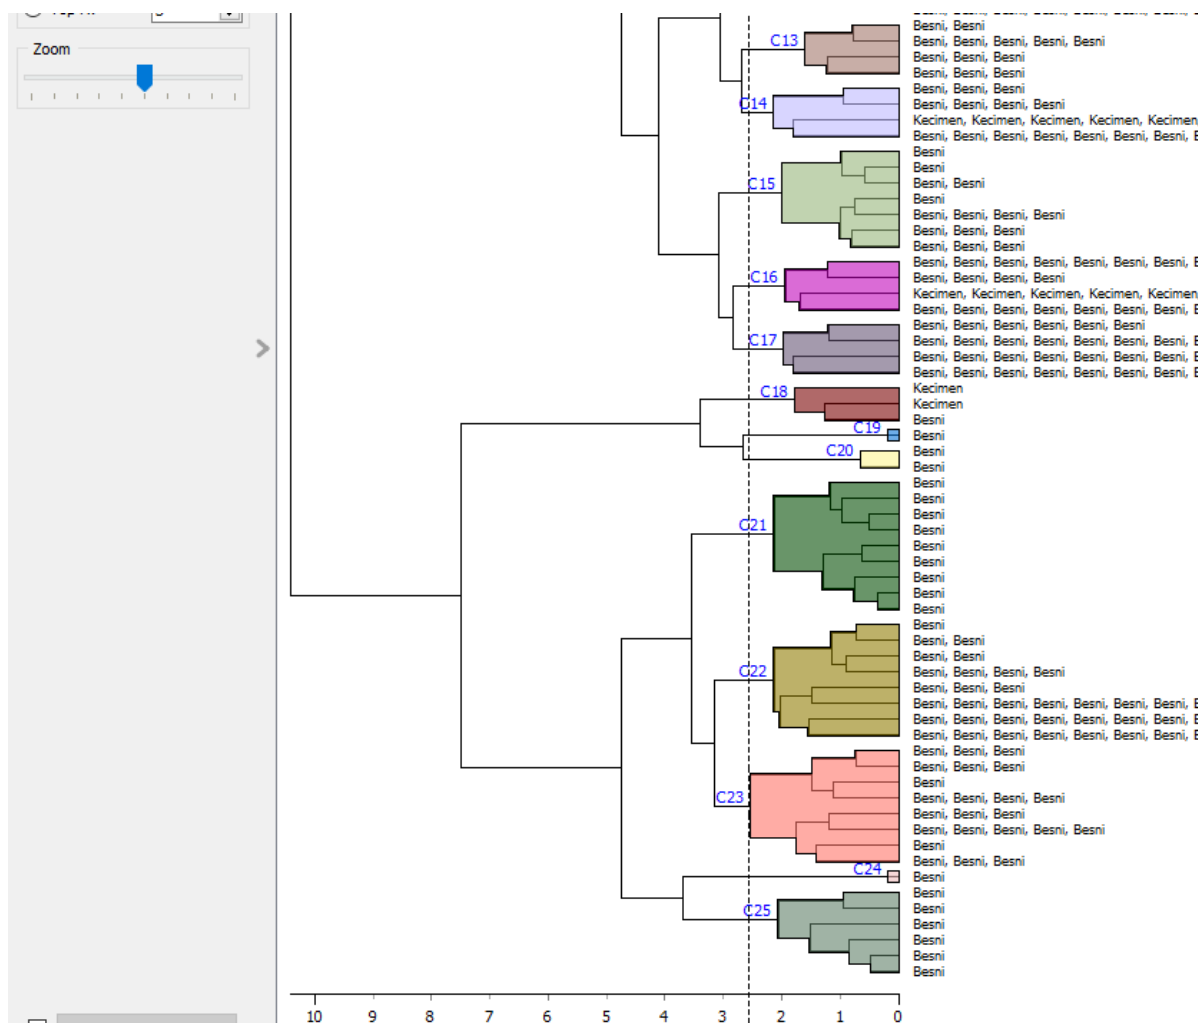 Zoom
Besni, Besni
C13
Besni, Besni, Besni, Besni, Besni
Besni, Besni, Besni
Besni, Besni, Besni
Besni, Besni, Besni
C14
Besni, Besni, Besni, Besni
Kecimen, Kecimen, Kecimen, Kecimen, Kecimen
Besni, Besni, Besni, Besni, Besni, Besni, Besni,
Besni
Besni
C15
Besni, Besni
Besni
Besni, Besni, Besni, Besni
Besni, Besni, Besni
Besni, Besni, Besni
Besni, Besni, Besni, Besni, Besni, Besni, Besni,
C16
Besni, Besni, Besni, Besni
Kecimen, Kecimen, Kecimen, Kecimen, Kecimen
Besni, Besni, Besni, Besni, Besni, Besni, Besni,
Besni, Besni, Besni, Besni, Besni, Besni
C17
Besni, Besni, Besni, Besni, Besni, Besni, Besni,
Besni, Besni, Besni, Besni, Besni, Besni, Besni,
Besni, Besni, Besni, Besni, Besni, Besni, Besni,
Kecimen
C18
Kecimen
Besni
C19
Besni
C20
Besni
Besni
Besni
Besni
Besni
C21
Besni
Besni
Besni
Besni
Besni
Besni
Besni
Besni, Besni
Besni, Besni
C22
Besni, Besni, Besni, Besni
Besni, Besni, Besni
Besni, Besni, Besni, Besni, Besni, Besni, Besni,
Besni, Besni, Besni, Besni, Besni, Besni, Besni,
Besni, Besni, Besni, Besni, Besni, Besni, Besni,
Besni, Besni, Besni
Besni, Besni, Besni
Besni
C23
Besni, Besni, Besni, Besni
Besni, Besni, Besni
Besni, Besni, Besni, Besni, Besni
Besni
Besni, Besni, Besni
C24
Besni
Besni
C25
Besni
Besni
Besni
Besni
Besni
10 9 8 7 6 5 4 3 2 1 0